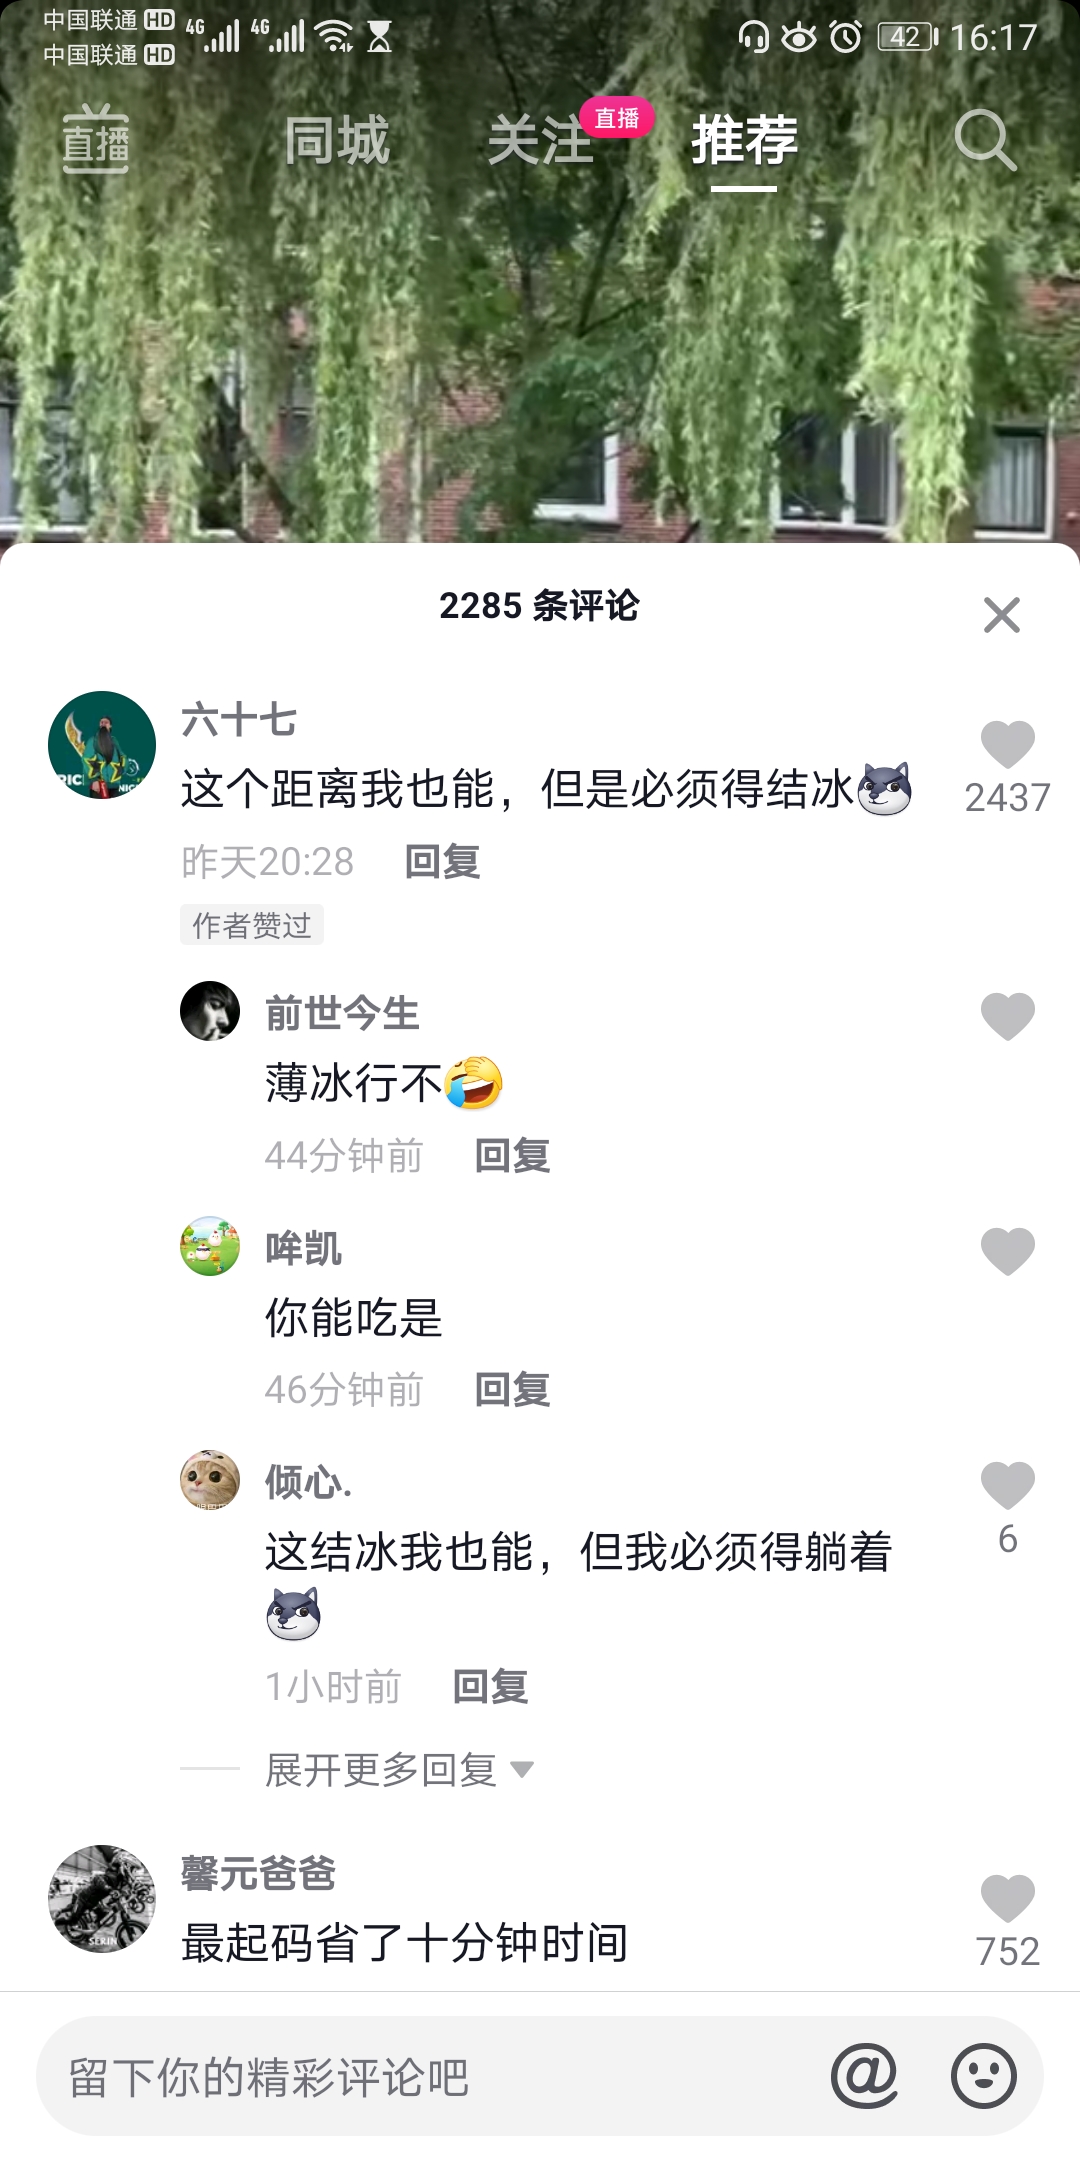 中国联通 HD 4G 4G 42 16:17
中国联通 HD
直播 同城 关注 直播 推荐
2285 条评论
六十七
这个距离我也能，但是必须得结冰
2437
昨天20:28 回复
作者赞过
前世今生
薄冰行不
44分钟前 回复
哞凯
你能吃是
46分钟前 回复
倾心.
这结冰我也能，但我必须得躺着
6
1小时前 回复
展开更多回复
馨元爸爸
最起码省了十分钟时间
752
SERIN
留下你的精彩评论吧 @